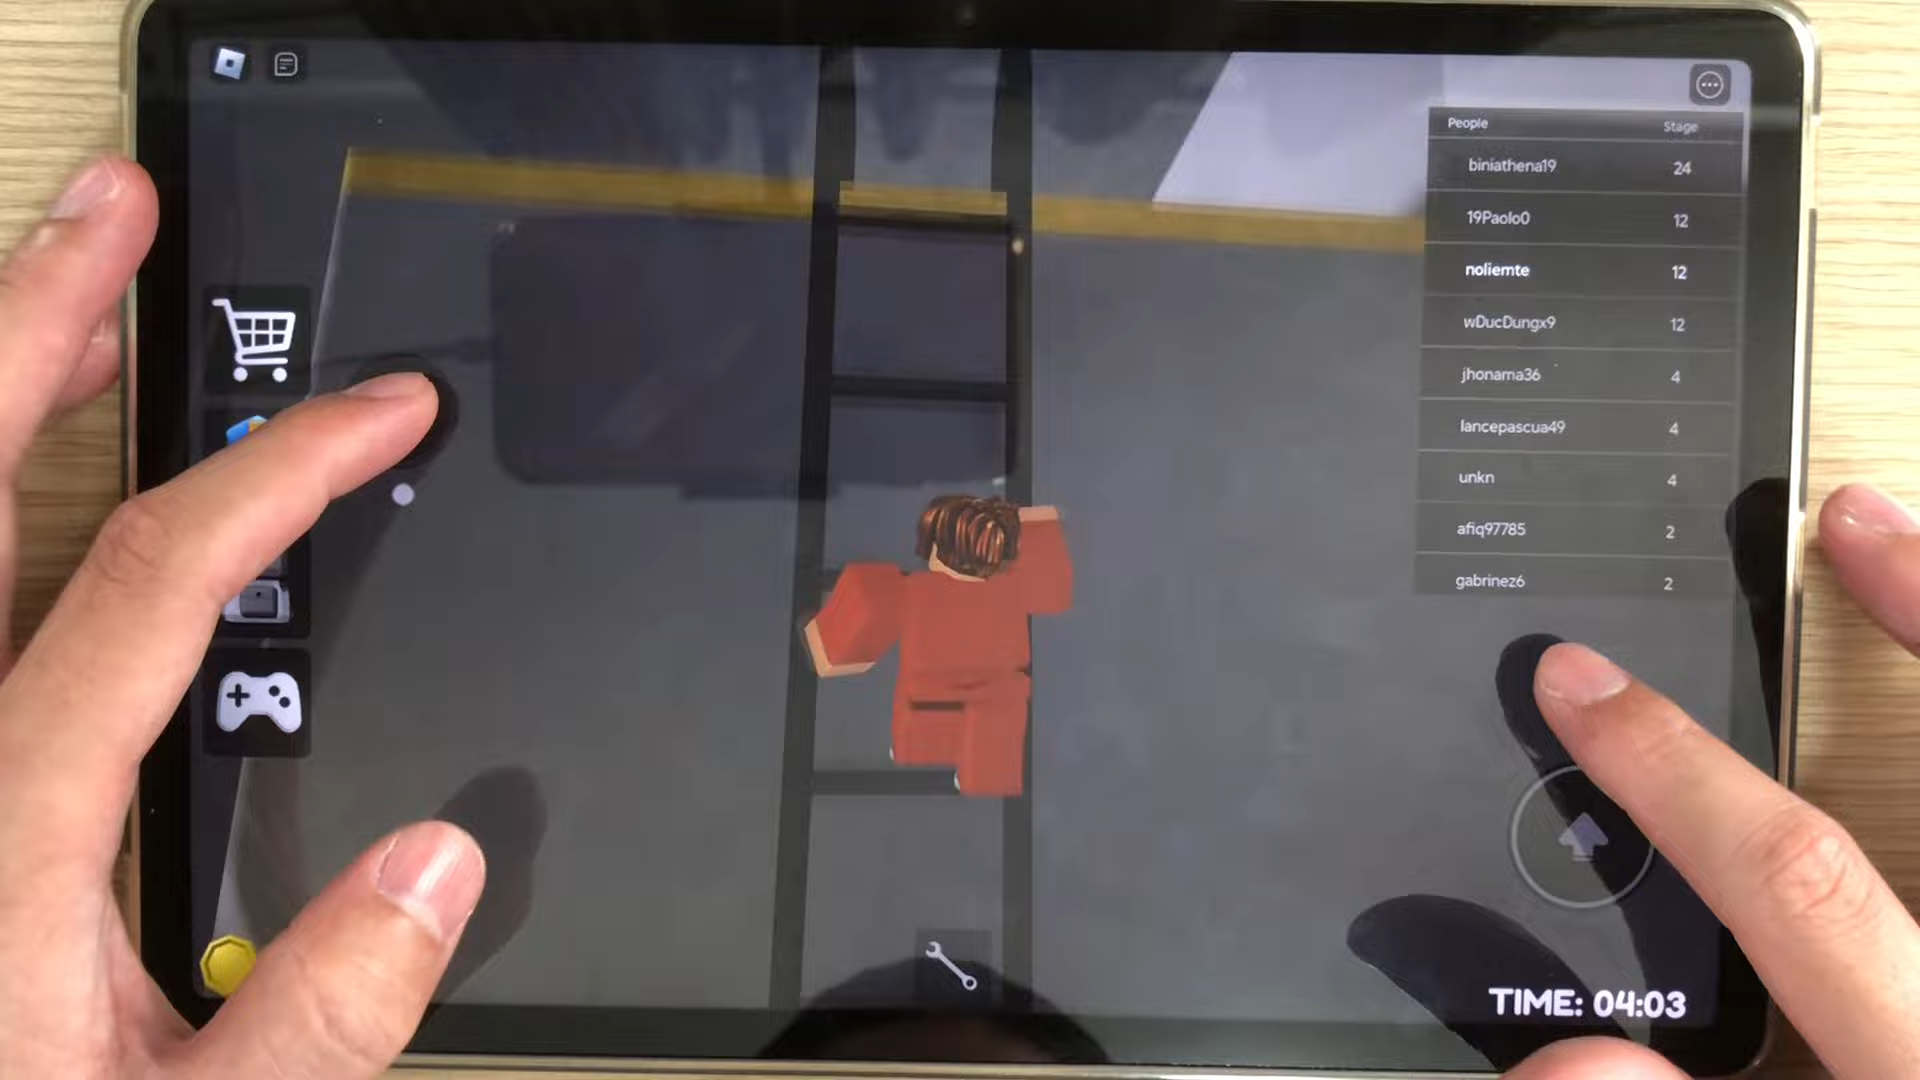 People Stage
biniathena19 24
19Paolo0 12
noliemte 12
wDucDungx9 12
jhonama36 4
lancepascua49 4
unkn 4
afiq97785 2
gabrinez6 2
TIME: 04:03